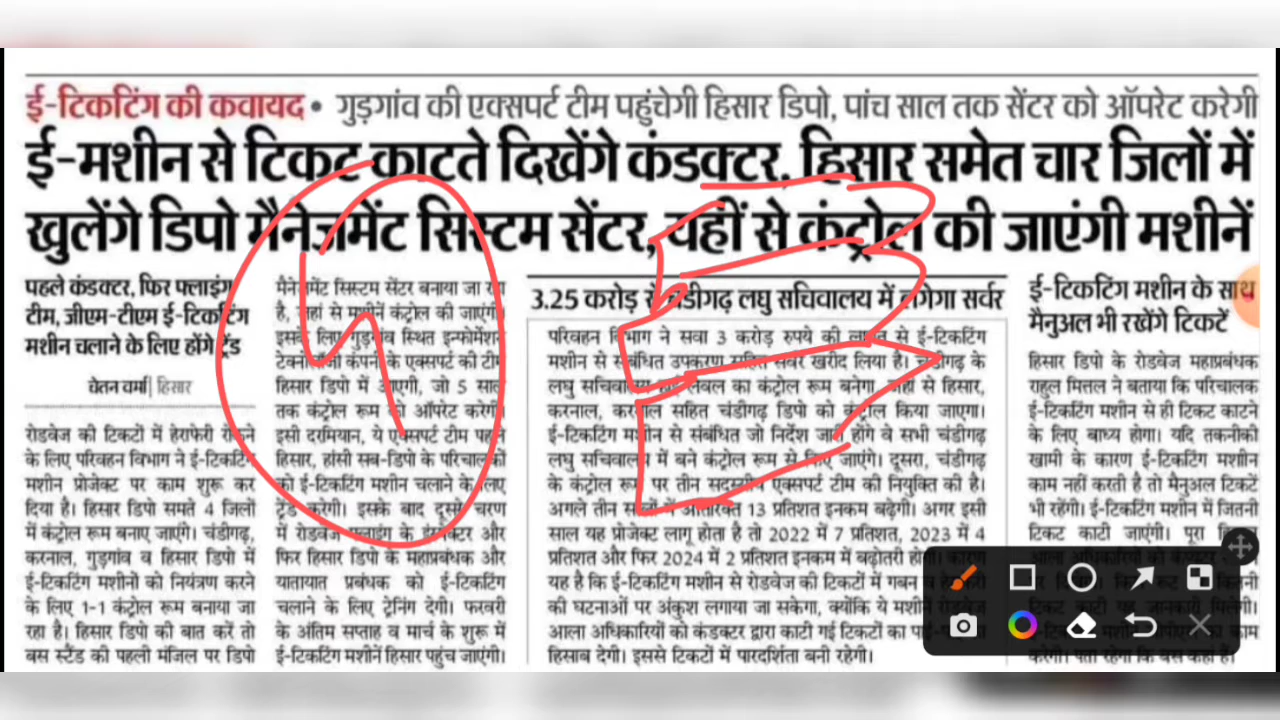 ई-टिकटिंग की कवायद • गुड़गांव की एक्सपर्ट टीम पहुंचेगी हिसार डिपो, पांच साल तक सेंटर को ऑपरेट करेगी
ई-मशीन से टिकट काटते दिखेंगे कंडक्टर, हिसार समेत चार जिलों में
खुलेंगे डिपो मैनेजमेंट सिस्टम सेंटर, यहीं से कंट्रोल की जाएंगी मशीनें
पहले कंडक्टर, फिर फ्लाइंग
टीम, जीएम-टीएम ई-टिकटिंग
मशीन चलाने के लिए होंगे ट्रेंड
चेतन वर्मा | हिसार
रोडवेज की टिकटों में हेराफेरी रोकने
के लिए परिवहन विभाग ने ई-टिकटिंग
मशीन प्रोजेक्ट पर काम शुरू कर
दिया है। हिसार डिपो समते 4 जिलों
में कंट्रोल रूम बनाए जाएंगे। चंडीगढ़,
करनाल, गुड़गांव व हिसार डिपो में
ई-टिकटिंग मशीनों को नियंत्रण करने
के लिए 1-1 कंट्रोल रूम बनाया जा
रहा है। हिसार डिपो की बात करें तो
बस स्टैंड की पहली मंजिल पर डिपो
मैनेजमेंट सिस्टम सेंटर बनाया जा रहा
है, जहां से मशीनें कंट्रोल की जाएंगी।
इसके लिए गुड़गांव स्थित इन्फोर्मेशन
टेक्नोलॉजी कंपनी के एक्सपर्ट की टीम
हिसार डिपो में आएगी, जो 5 साल
तक कंट्रोल रूम को ऑपरेट करेगी।
इसी दरमियान, ये एक्सपर्ट टीम पहले
हिसार, हांसी सब-डिपो के परिचालकों
को ई-टिकटिंग मशीन चलाने के लिए
ट्रेंड करेगी। इसके बाद दूसरे चरण
में रोडवेज फ्लाइंग के इंस्पेक्टर और
फिर हिसार डिपो के महाप्रबंधक और
यातायात प्रबंधक को ई-टिकटिंग
चलाने के लिए ट्रेनिंग देगी। फरवरी
के अंतिम सप्ताह व मार्च के शुरू में
ई-टिकटिंग मशीनें हिसार पहुंच जाएंगी।
3.25 करोड़ से चंडीगढ़ लघु सचिवालय में लगेगा सर्वर
परिवहन विभाग ने सवा 3 करोड़ रुपये की लागत से ई-टिकटिंग
मशीन से संबंधित उपकरण सहित सर्वर खरीद लिया है। चंडीगढ़ के
लघु सचिवालय लेवल का कंट्रोल रूम बनेगा, जहां से हिसार,
करनाल, करनाल सहित चंडीगढ़ डिपो को कंट्रोल किया जाएगा।
ई-टिकटिंग मशीन से संबंधित जो निर्देश जारी होंगे वे सभी चंडीगढ़
लघु सचिवालय में बने कंट्रोल रूम से किए जाएंगे। दूसरा, चंडीगढ़
के कंट्रोल रूम पर तीन सदस्यीय एक्सपर्ट टीम की नियुक्ति की है।
अगले तीन सालों में अतिरिक्त 13 प्रतिशत इनकम बढ़ेगी। अगर इसी
साल यह प्रोजेक्ट लागू होता है तो 2022 में 7 प्रतिशत, 2023 में 4
प्रतिशत और फिर 2024 में 2 प्रतिशत इनकम में बढ़ोतरी होगी। कारण
यह है कि ई-टिकटिंग मशीन से रोडवेज की टिकटों में गबन व हेराफेरी
की घटनाओं पर अंकुश लगाया जा सकेगा, क्योंकि ये मशीनें रोडवेज
आला अधिकारियों को कंडक्टर द्वारा काटी गई टिकटों का पाई-पाई का
हिसाब देगी। इससे टिकटों में पारदर्शिता बनी रहेगी।
ई-टिकटिंग मशीन के साथ
मैनुअल भी रखेंगे टिकटें
हिसार डिपो के रोडवेज महाप्रबंधक
राहुल मित्तल ने बताया कि परिचालक
ई-टिकटिंग मशीन से ही टिकट काटने
के लिए बाध्य होगा। यदि तकनीकी
खामी के कारण ई-टिकटिंग मशीन
काम नहीं करती है तो मैनुअल टिकटें
भी रहेंगी। ई-टिकटिंग मशीन में जितनी
टिकट काटी जाएंगी। पूरा
करेगी। पता रहेगा कि बस कहां है।